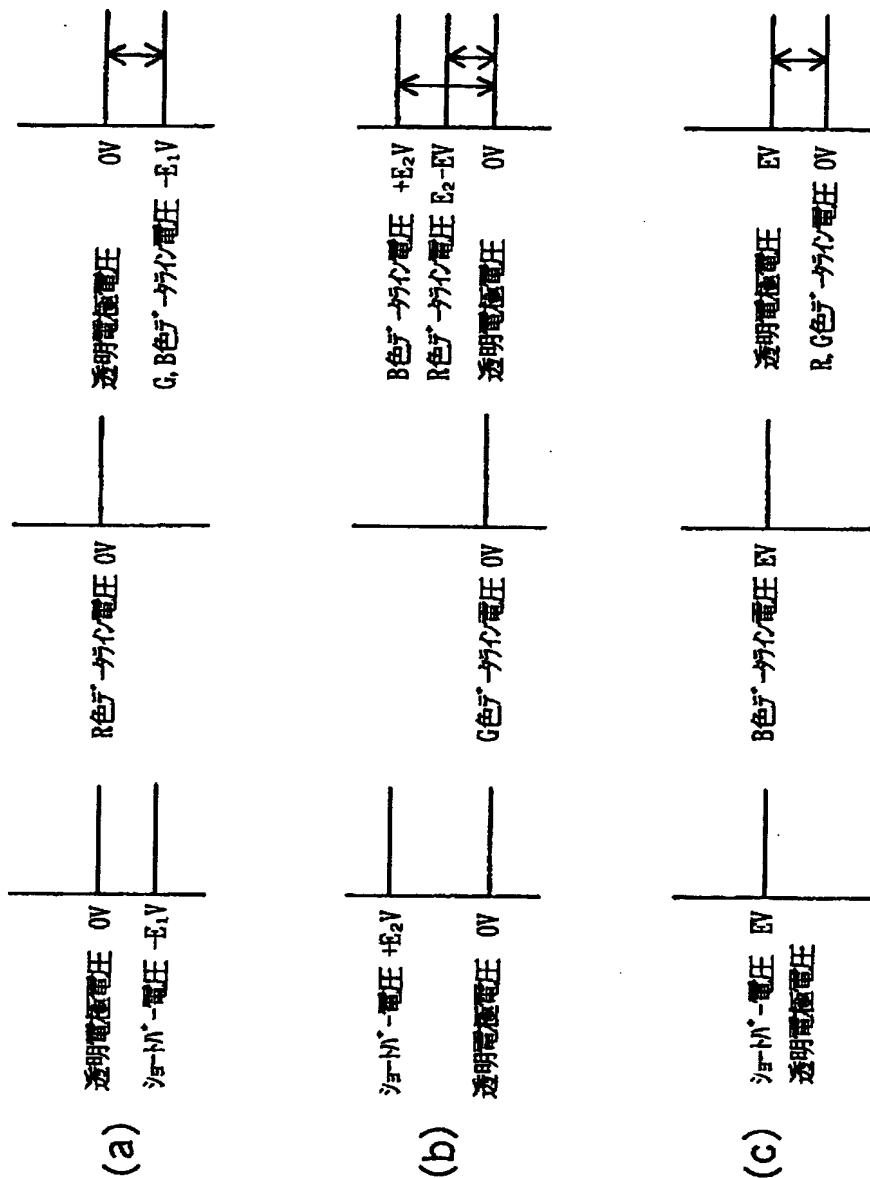 (a)
透明電極電圧 0V
ショートバー電圧 -E₁V
R色データライン電圧 0V
透明電極電圧 0V
G,B色データライン電圧 -E₁V
(b)
ショートバー電圧 +E₂V
透明電極電圧 0V
G色データライン電圧 0V
B色データライン電圧 +E₂V
R色データライン電圧 E₂-EV
透明電極電圧 0V
(c)
ショートバー電圧 EV
透明電極電圧
B色データライン電圧 EV
透明電極電圧 EV
R,G色データライン電圧 0V